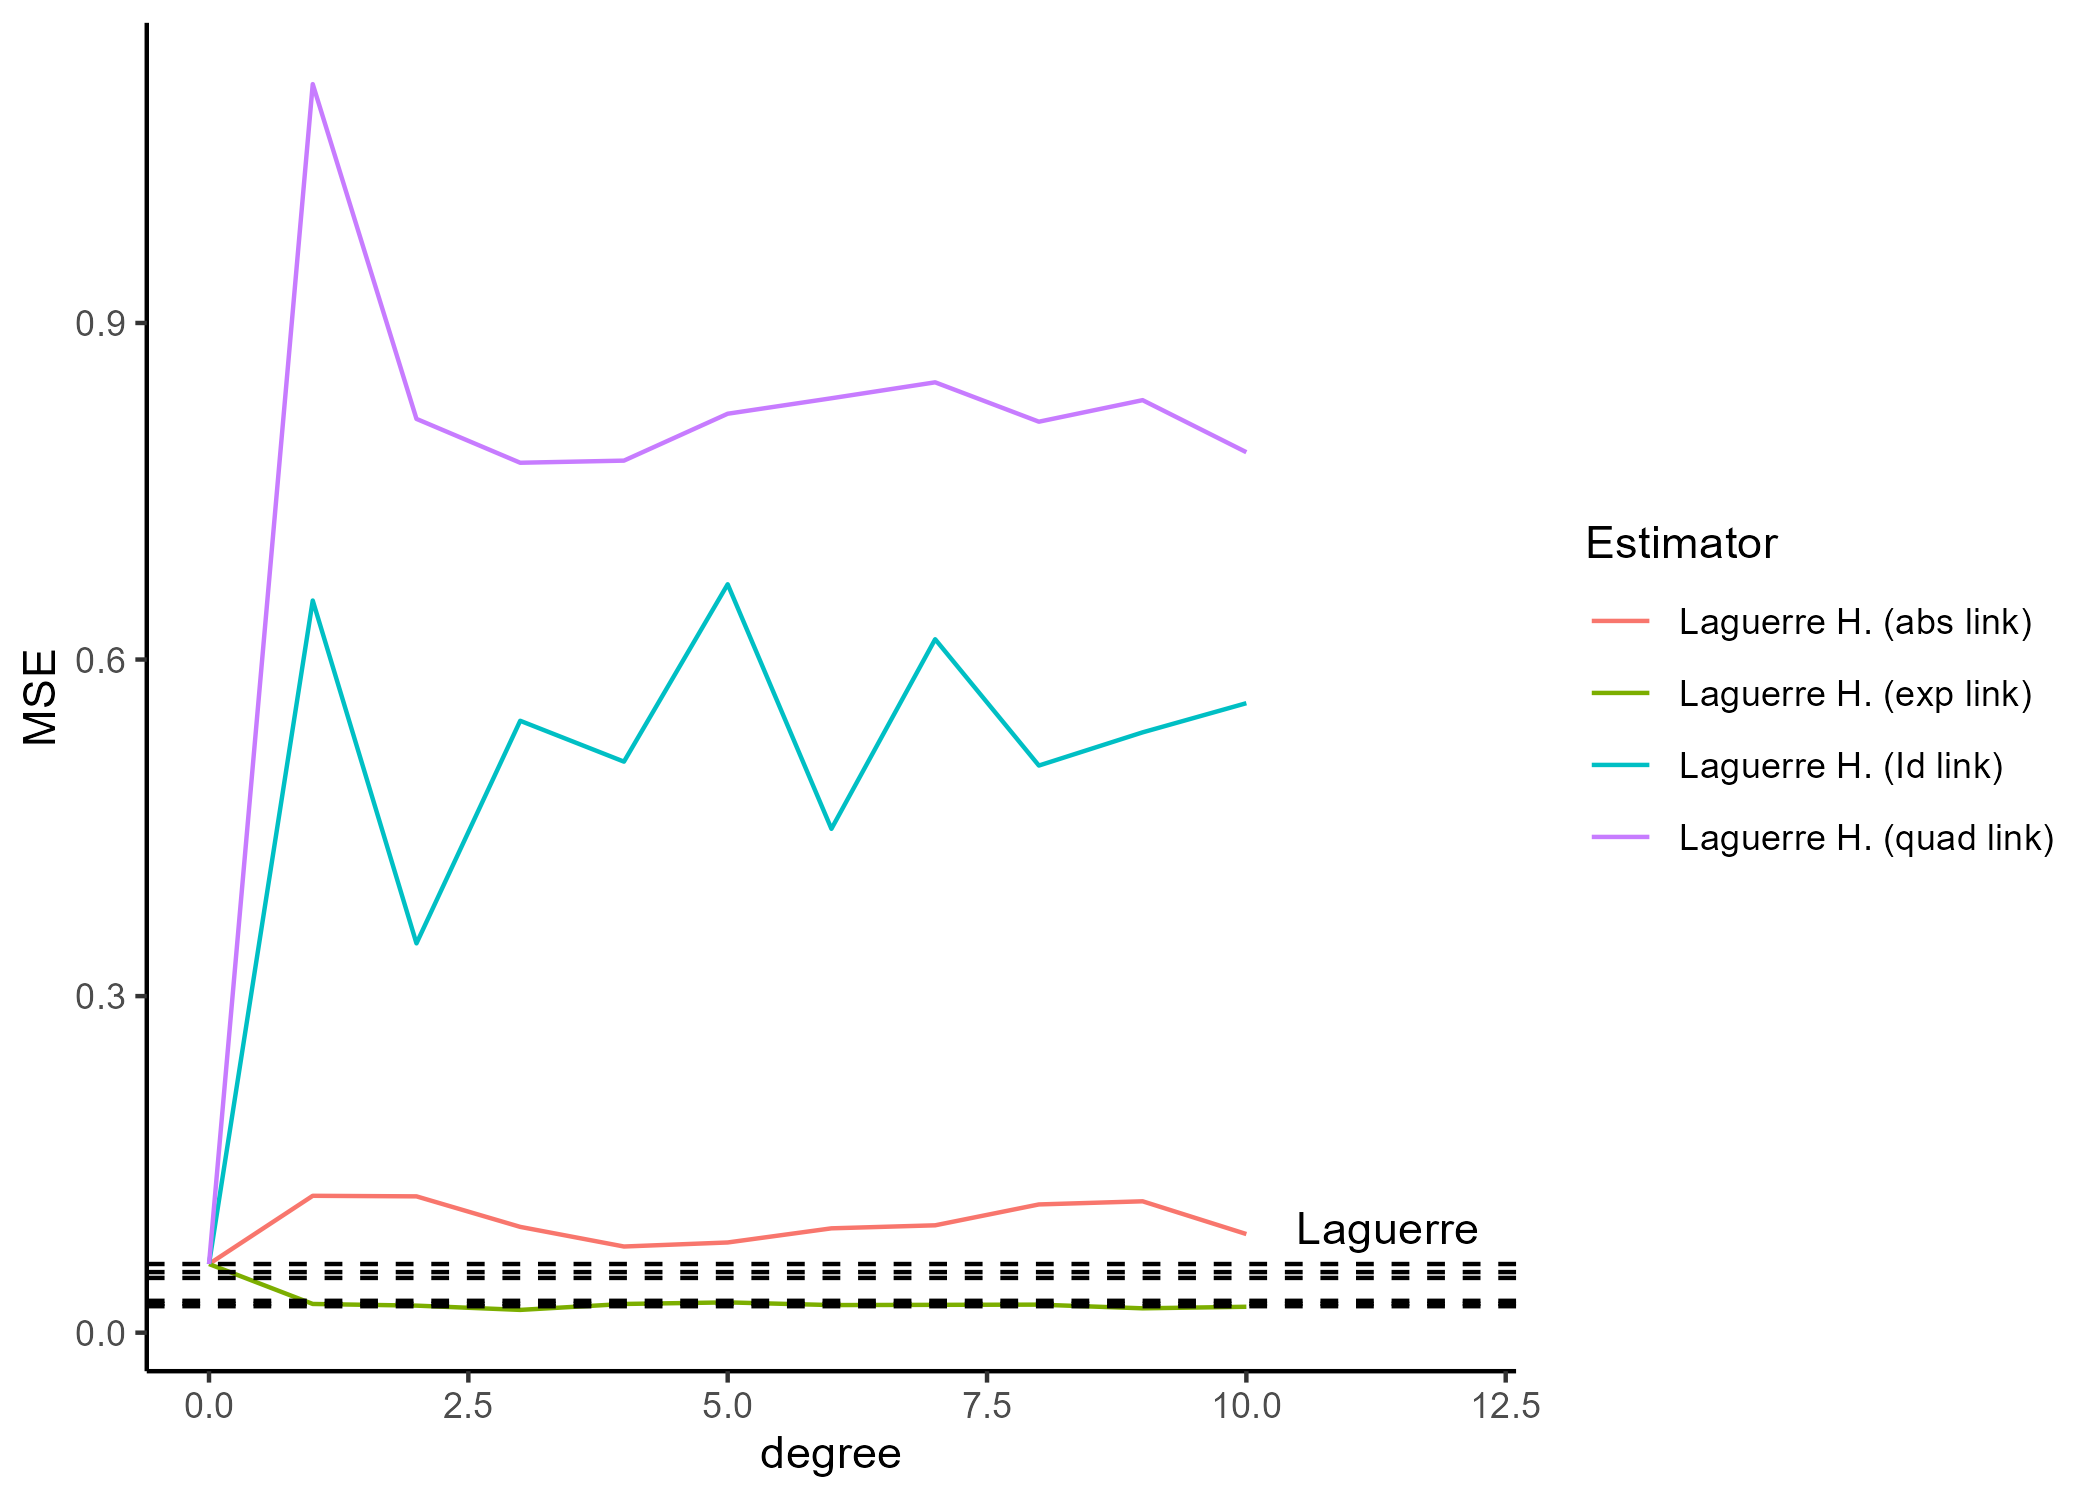 MSE
0.9
0.6
0.3
0.0
0.0 2.5 5.0 7.5 10.0 12.5
degree
Laguerre
Estimator
Laguerre H. (abs link)
Laguerre H. (exp link)
Laguerre H. (Id link)
Laguerre H. (quad link)